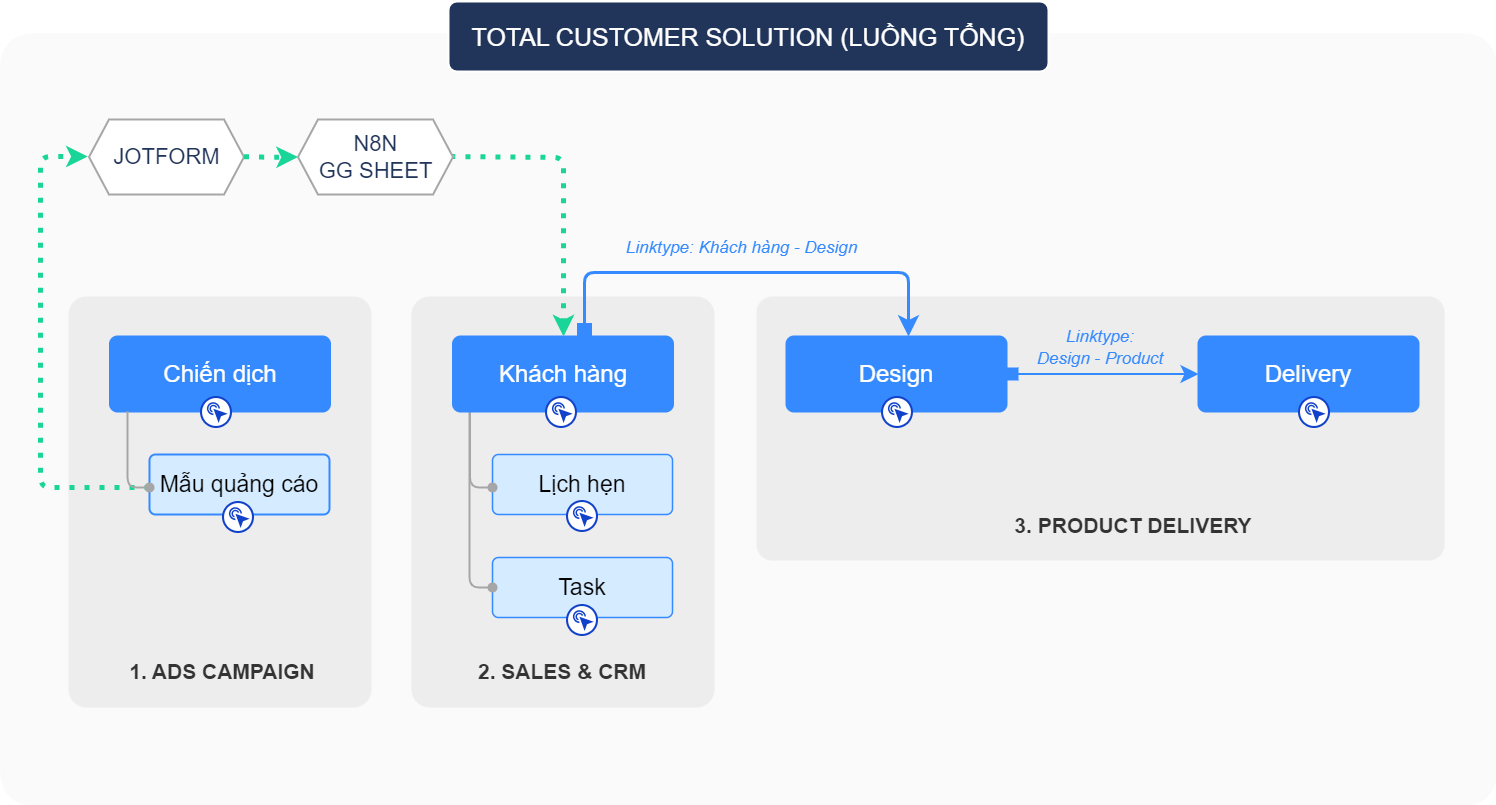 TOTAL CUSTOMER SOLUTION (LUỒNG TỔNG)
JOTFORM
N8N
GG SHEET
Linktype: Khách hàng - Design
Chiến dịch
Mẫu quảng cáo
1. ADS CAMPAIGN
Khách hàng
Lịch hẹn
Task
2. SALES & CRM
Design
Linktype:
Design - Product
Delivery
3. PRODUCT DELIVERY